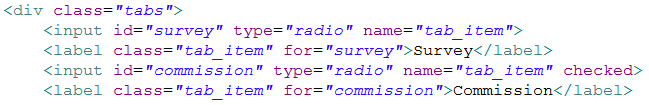 <div class="tabs">
<input id="survey" type="radio" name="tab_item">
<label class="tab_item" for="survey">Survey</label>
<input id="commission" type="radio" name="tab_item" checked>
<label class="tab_item" for="commission">Commission</label>